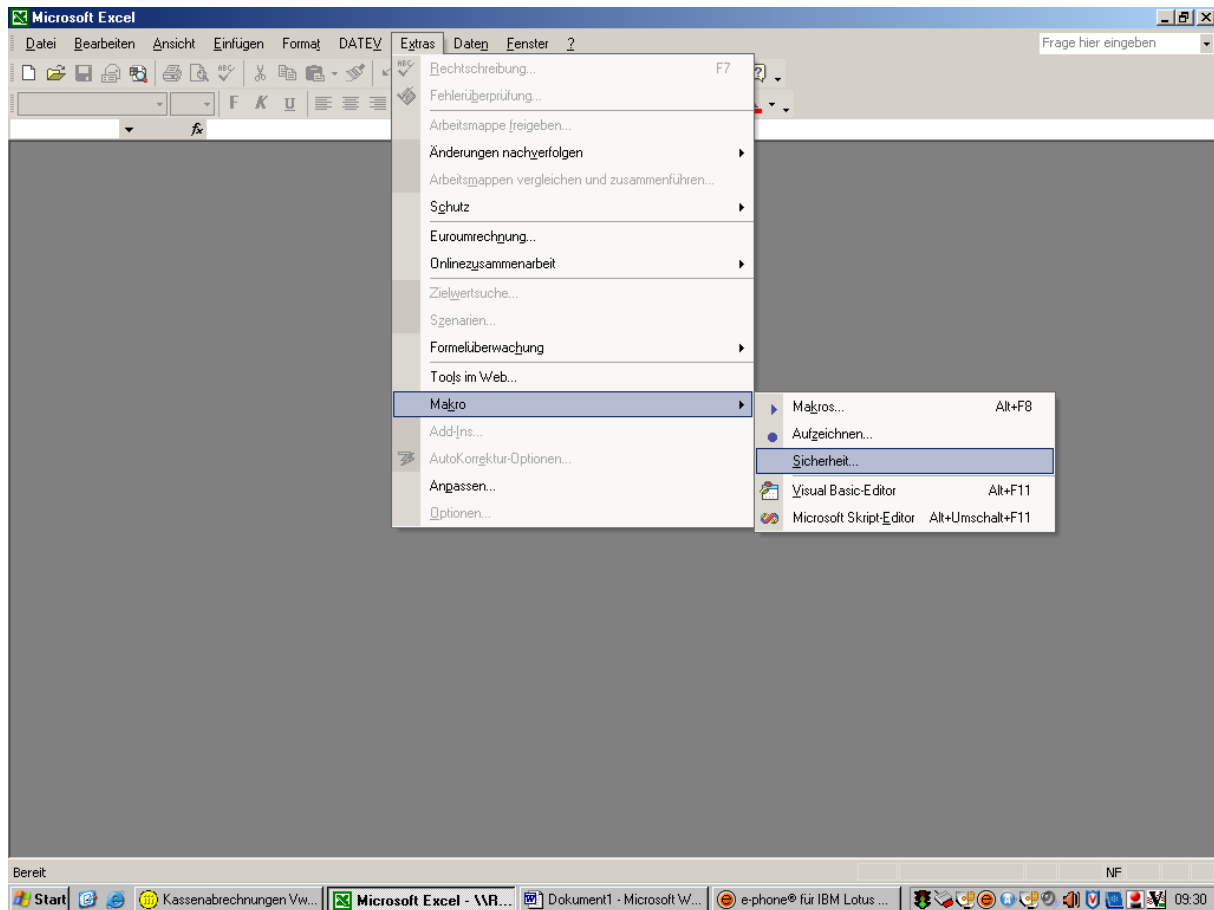 Microsoft Excel
Datei Bearbeiten Ansicht Einfügen Format DATEV Extras Daten Fenster ?
Frage hier eingeben
F K U
Rechtschreibung... F7
Fehlerüberprüfung...
Arbeitsmappe freigeben...
Änderungen nachverfolgen
Arbeitsmappen vergleichen und zusammenführen...
Schutz
Euroumrechnung...
Onlinezusammenarbeit
Zielwertsuche...
Szenarien...
Formelüberwachung
Tools im Web...
Makro
Add-Ins...
AutoKorrektur-Optionen...
Anpassen...
Optionen...
Makros... Alt+F8
Aufzeichnen...
Sicherheit...
Visual Basic-Editor Alt+F11
Microsoft Skript-Editor Alt+Umschalt+F11
Bereit
NF
Start Kassenabrechnungen Vw... Microsoft Excel - \\R... Dokument1 - Microsoft W... e-phone® für IBM Lotus ... 09:30